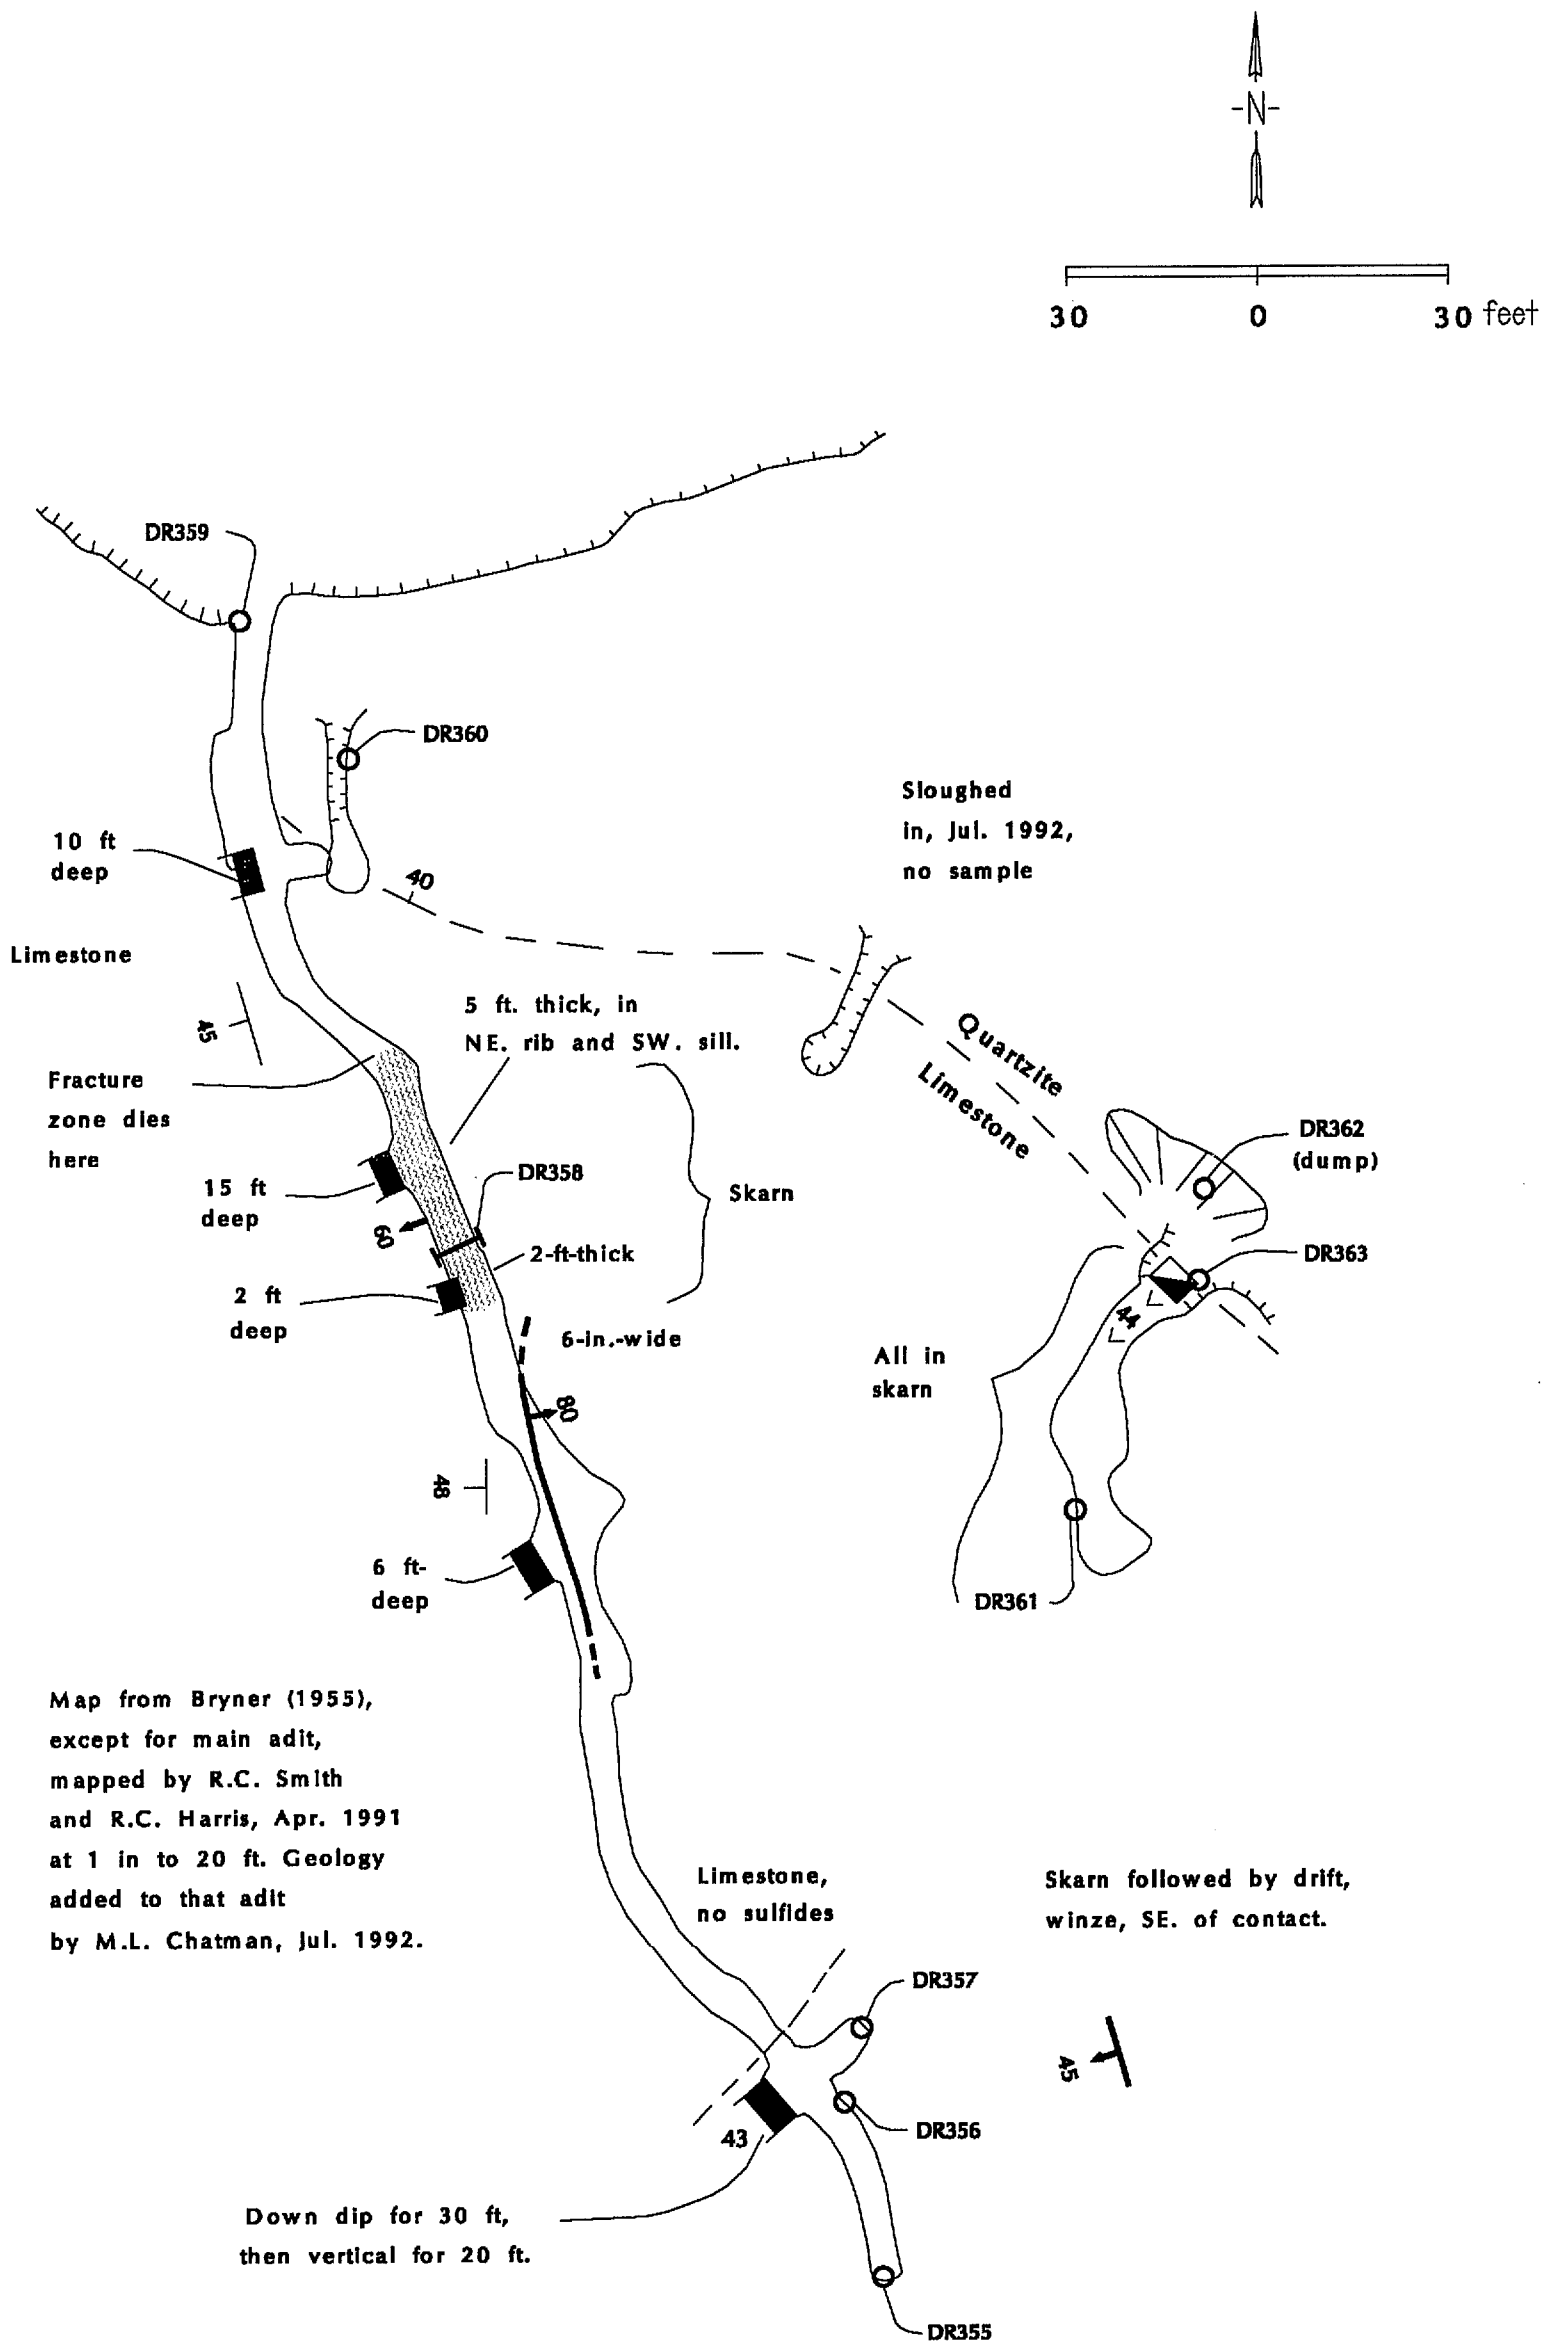 N
30 0 30 feet
DR359
DR360
10 ft
deep
40
Sloughed
in, Jul. 1992,
no sample
Limestone
45
5 ft. thick, in
NE. rib and SW. sill.
Quartzite
Limestone
Fracture
zone dies
here
DR362
(dump)
15 ft
deep
DR358
Skarn
60
2-ft-thick
DR363
2 ft
deep
44
6-in.-wide
All in
skarn
80
48
6 ft-
deep
DR361
Map from Bryner (1955),
except for main adit,
mapped by R.C. Smith
and R.C. Harris, Apr. 1991
at 1 in to 20 ft. Geology
added to that adit
by M.L. Chatman, Jul. 1992.
Limestone,
no sulfides
Skarn followed by drift,
winze, SE. of contact.
DR357
45
43
DR356
Down dip for 30 ft,
then vertical for 20 ft.
DR355